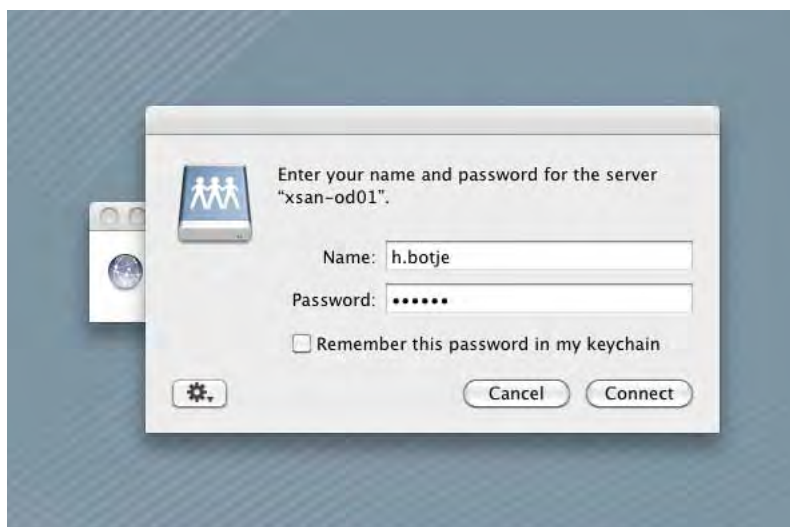 Enter your name and password for the server
“xsan-od01”.
Name: h.botje
Password: ••••••
Remember this password in my keychain
Cancel Connect